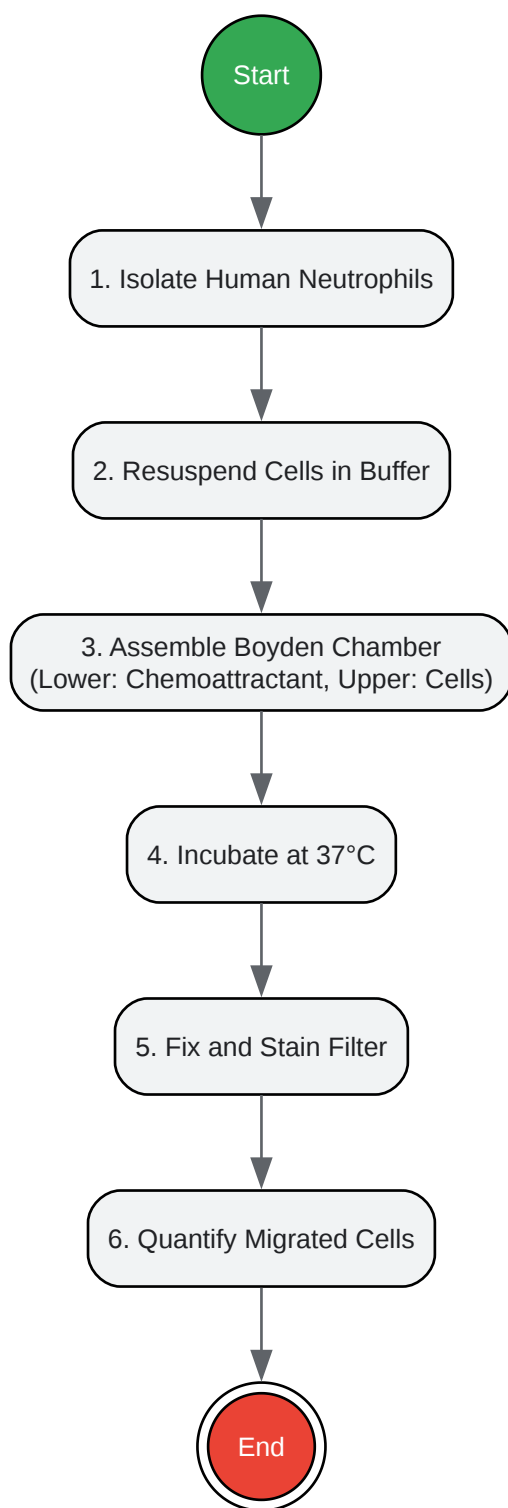 Start
1. Isolate Human Neutrophils
2. Resuspend Cells in Buffer
3. Assemble Boyden Chamber
(Lower: Chemoattractant, Upper: Cells)
4. Incubate at 37°C
5. Fix and Stain Filter
6. Quantify Migrated Cells
End